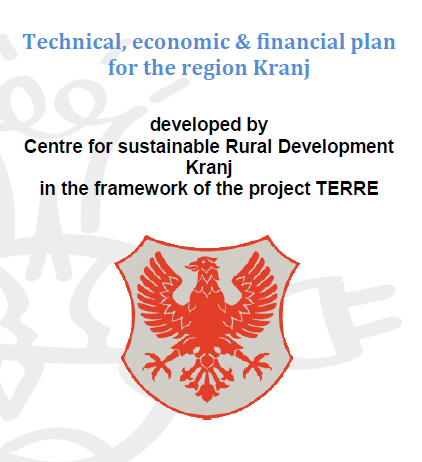 Technical, economic & financial plan
for the region Kranj
developed by
Centre for sustainable Rural Development
Kranj
in the framework of the project TERRE